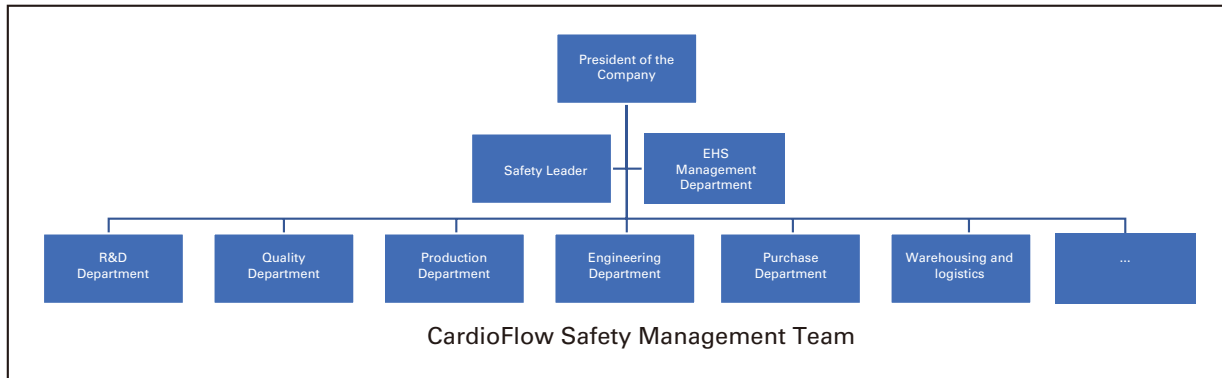 President of the
Company
Safety Leader
EHS
Management
Department
R&D
Department
Quality
Department
Production
Department
Engineering
Department
Purchase
Department
Warehousing and
logistics
...
CardioFlow Safety Management Team